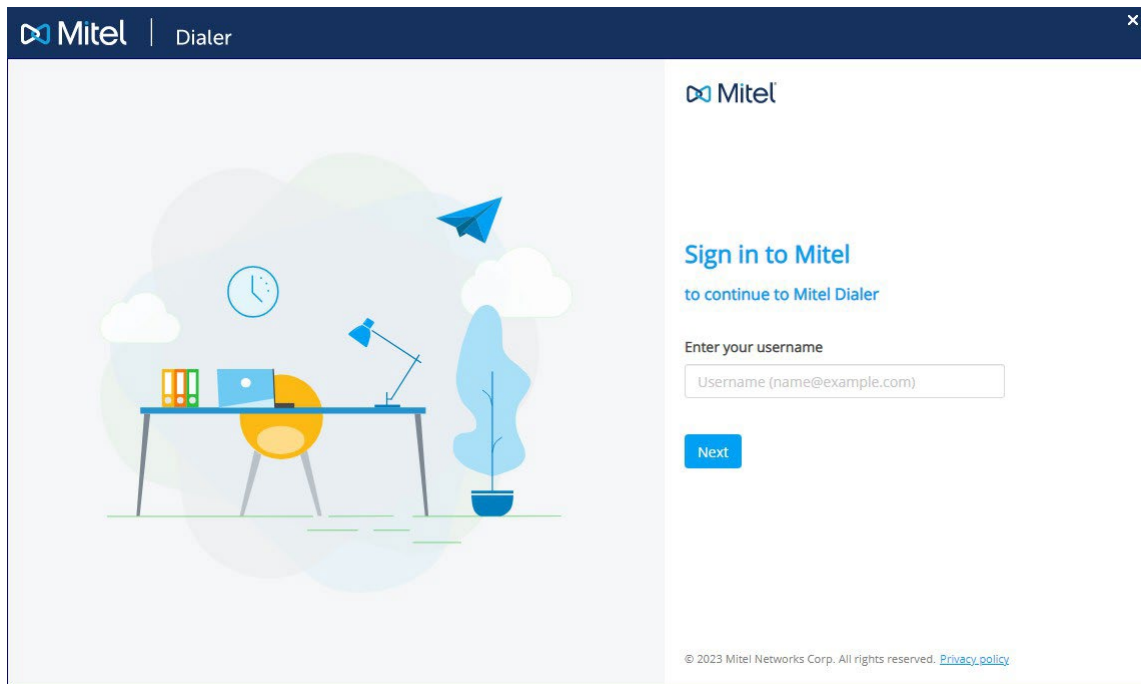 Mitel | Dialer
Mitel
Sign in to Mitel
to continue to Mitel Dialer
Enter your username
Username (name@example.com)
Next
© 2023 Mitel Networks Corp. All rights reserved. Privacy policy